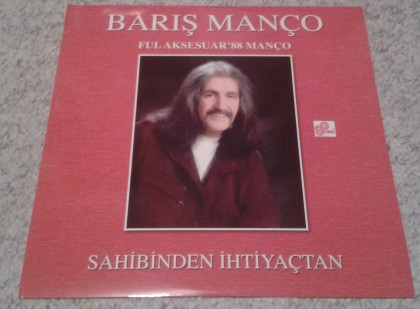 BARIŞ MANÇO
FUL AKSESUAR'88 MANÇO
SAHİBİNDEN İHTİYAÇTAN